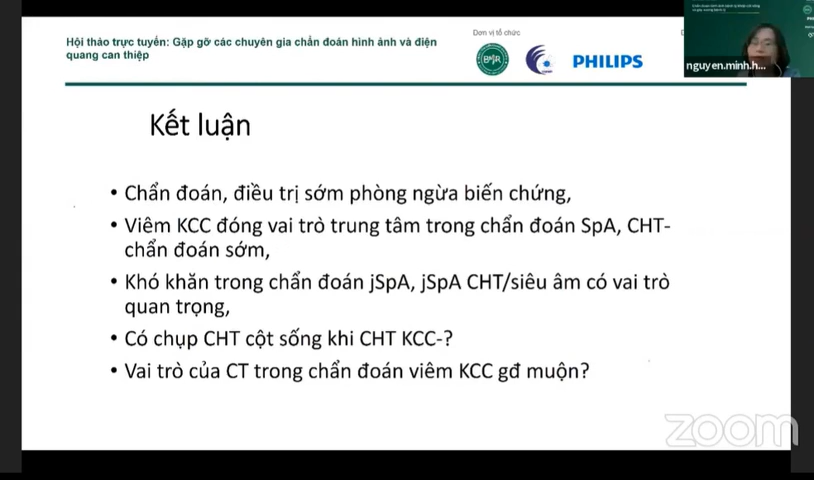 Hội thảo trực tuyến: Gặp gỡ các chuyên gia chẩn đoán hình ảnh và điện
quang can thiệp
Đơn vị tổ chức
PHILIPS
nguyen.minh.h...
Kết luận
• Chẩn đoán, điều trị sớm phòng ngừa biến chứng,
• Viêm KCC đóng vai trò trung tâm trong chẩn đoán SpA, CHT-
chẩn đoán sớm,
• Khó khăn trong chẩn đoán jSpA, jSpA CHT/siêu âm có vai trò
quan trọng,
• Có chụp CHT cột sống khi CHT KCC-?
• Vai trò của CT trong chẩn đoán viêm KCC gđ muộn?
zoom